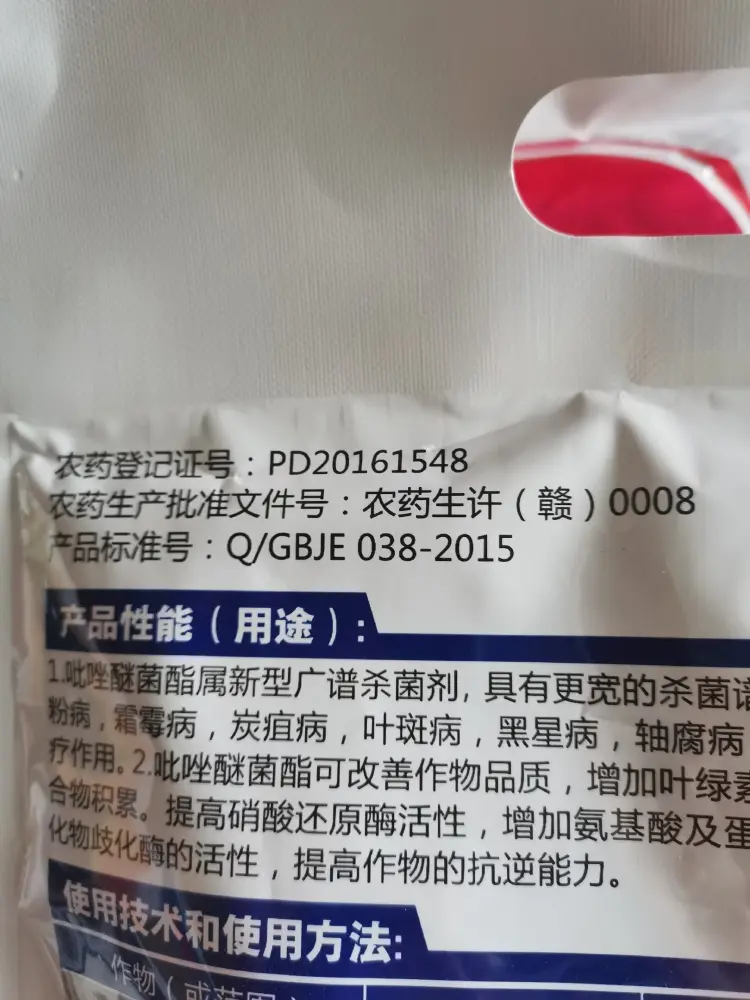 农药登记证号：PD20161548
农药生产批准文件号：农药生许（赣）0008
产品标准号：Q/GBJE 038-2015
产品性能（用途）：
1.吡唑醚菌酯属新型广谱杀菌剂，具有更宽的杀菌谱
粉病，霜霉病，炭疽病，叶斑病，黑星病，轴腐病
疗作用。2.吡唑醚菌酯可改善作物品质，增加叶绿素
合物积累。提高硝酸还原酶活性，增加氨基酸及蛋
化物歧化酶的活性，提高作物的抗逆能力。
使用技术和使用方法:
作物（或范围）